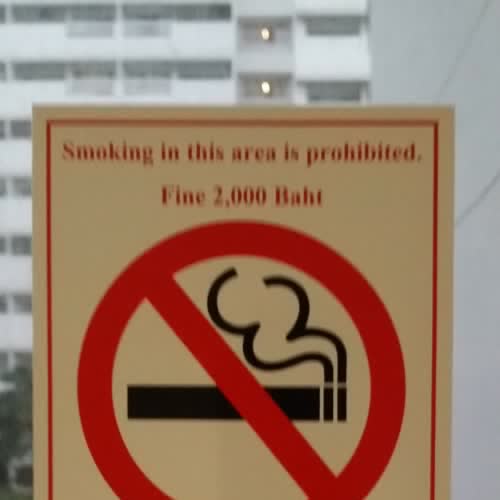 Smoking in this area is prohibited.
Fine 2,000 Baht